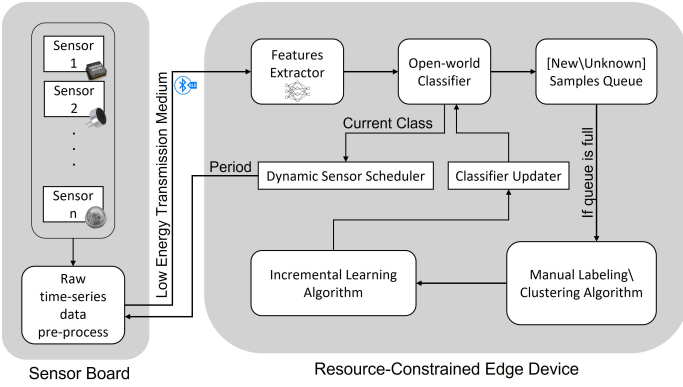 Sensor
1
Sensor
2
.
.
.
Sensor
n
Raw
time-series
data
pre-process
Sensor Board
Low Energy Transmission Medium
Features
Extractor
Open-world
Classifier
[New\Unknown]
Samples Queue
Current Class
If queue is full
Period
Dynamic Sensor Scheduler
Classifier Updater
Incremental Learning
Algorithm
Manual Labeling\
Clustering Algorithm
Resource-Constrained Edge Device